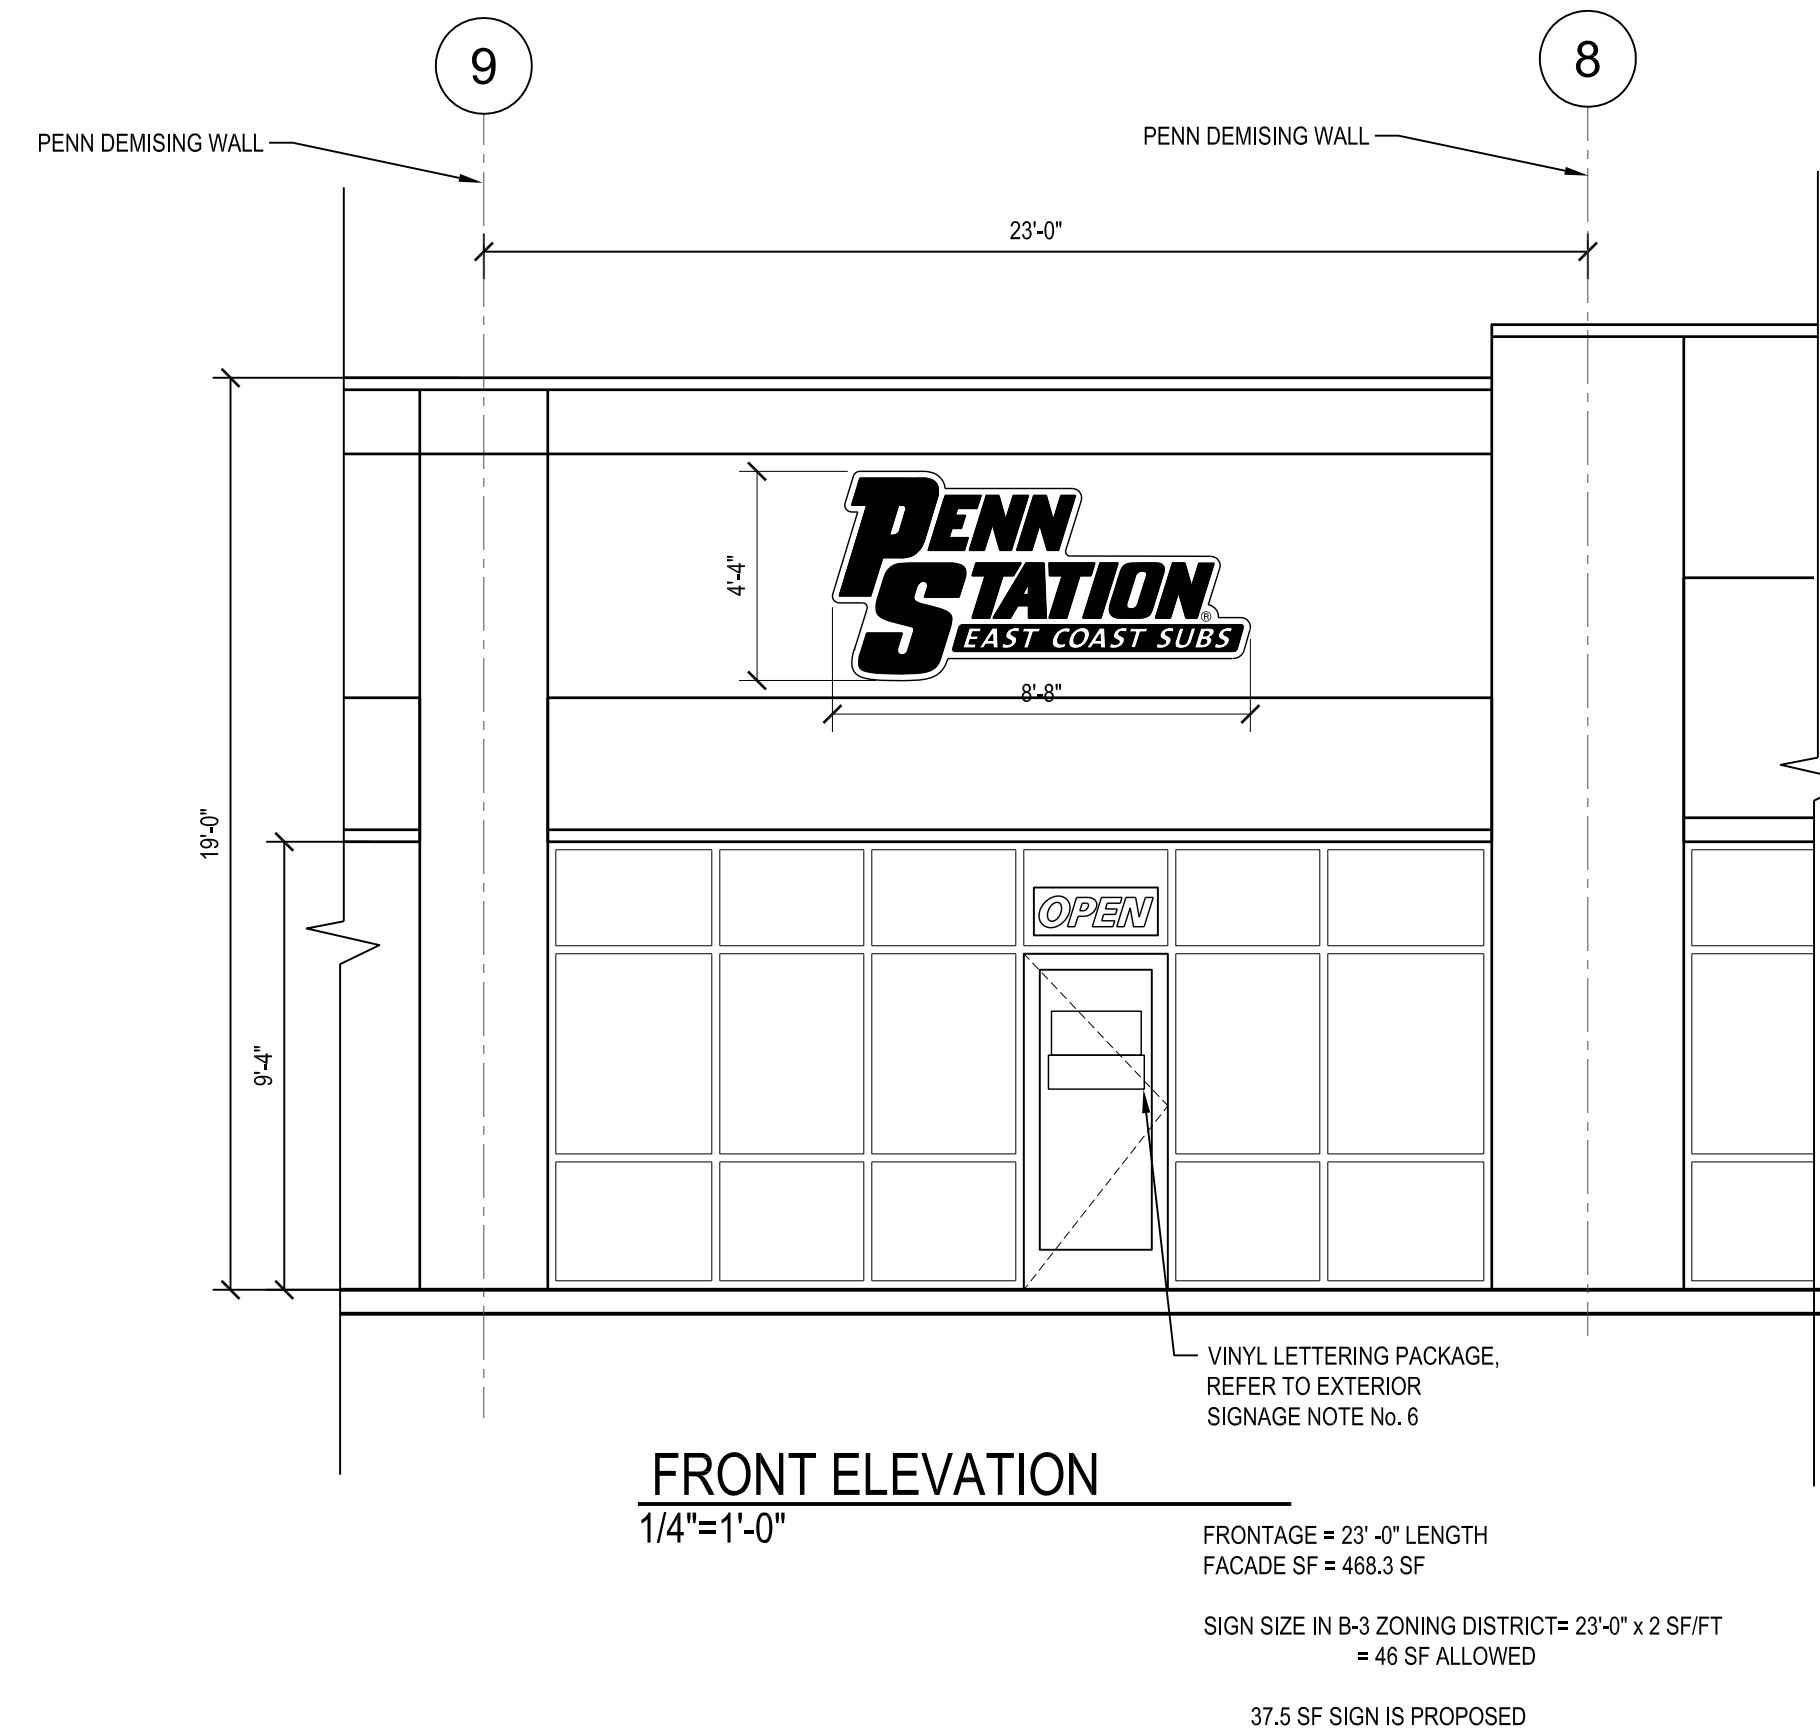 9
8
PENN DEMISING WALL
PENN DEMISING WALL
23'-0"
PENN
STATION®
EAST COAST SUBS
4'-4"
8'-8"
19'-0"
9'-4"
OPEN
VINYL LETTERING PACKAGE,
REFER TO EXTERIOR
SIGNAGE NOTE No. 6
FRONT ELEVATION
1/4"=1'-0"
FRONTAGE = 23' -0" LENGTH
FACADE SF = 468.3 SF
SIGN SIZE IN B-3 ZONING DISTRICT= 23'-0" x 2 SF/FT
= 46 SF ALLOWED
37.5 SF SIGN IS PROPOSED